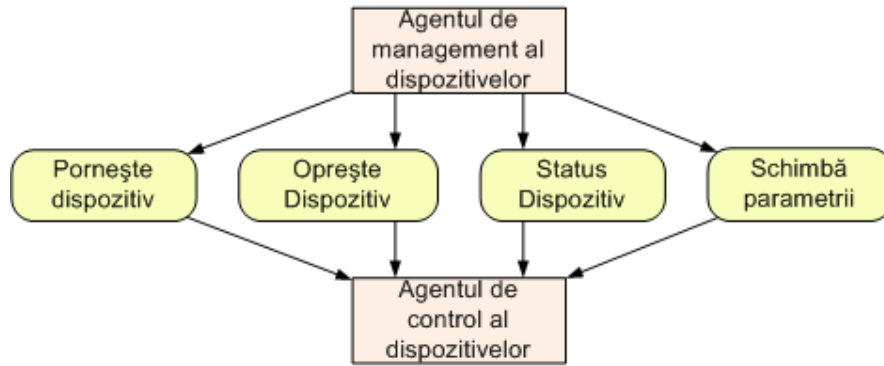 Agentul de
management al
dispozitivelor
Porneşte
dispozitiv
Opreşte
Dispozitiv
Status
Dispozitiv
Schimbă
parametrii
Agentul de
control al
dispozitivelor